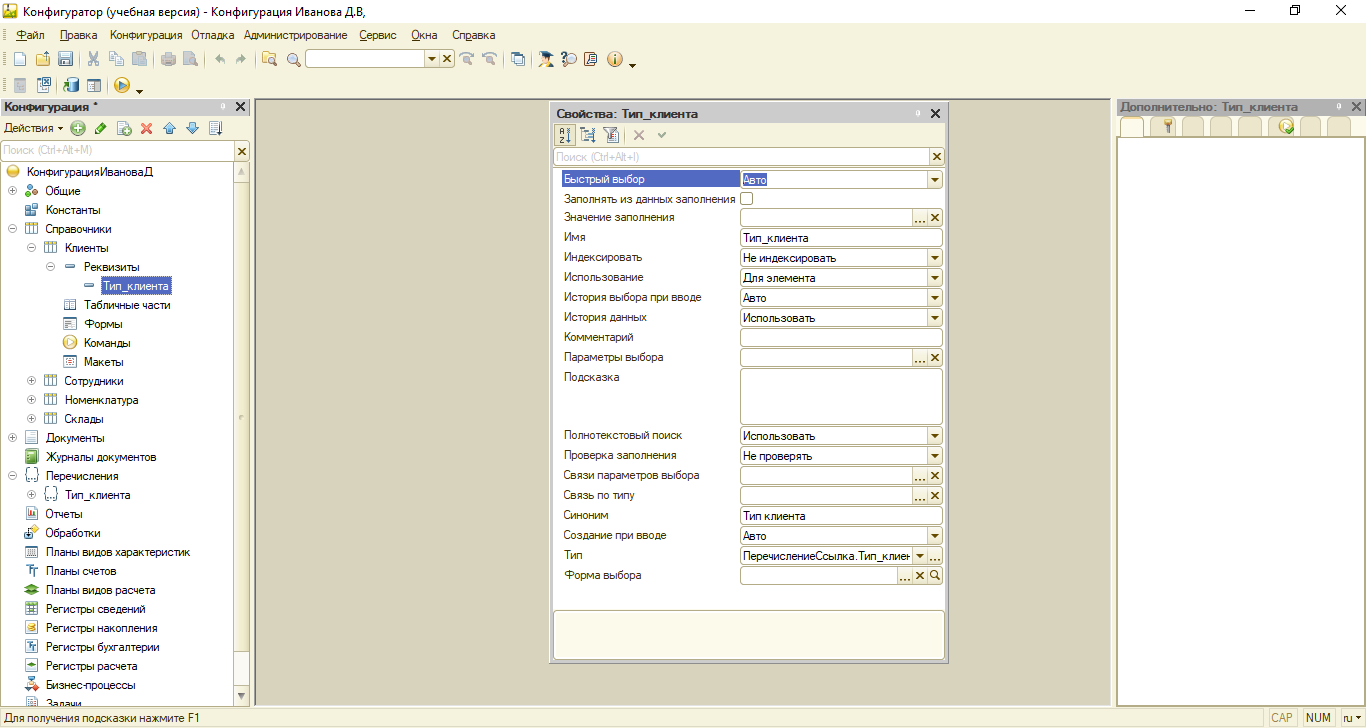 Конфигуратор (учебная версия) - Конфигурация Иванова Д.В,
Файл Правка Конфигурация Отладка Администрирование Сервис Окна Справка
Конфигурация *
Действия
Поиск (Ctrl+Alt+M)
КонфигурацияИвановаД
Общие
Константы
Справочники
Клиенты
Реквизиты
Тип_клиента
Табличные части
Формы
Команды
Макеты
Сотрудники
Номенклатура
Склады
Документы
Журналы документов
Перечисления
Тип_клиента
Отчеты
Обработки
Планы видов характеристик
Планы счетов
Планы видов расчета
Регистры сведений
Регистры накопления
Регистры бухгалтерии
Регистры расчета
Бизнес-процессы
Задачи
Свойства: Тип_клиента
Поиск (Ctrl+Alt+I)
Быстрый выбор Авто
Заполнять из данных заполнения
Значение заполнения
Имя Тип_клиента
Индексировать Не индексировать
Использование Для элемента
История выбора при вводе Авто
История данных Использовать
Комментарий
Параметры выбора
Подсказка
Полнотекстовый поиск Использовать
Проверка заполнения Не проверять
Связи параметров выбора
Связь по типу
Синоним Тип клиента
Создание при вводе Авто
Тип ПеречислениеСсылка.Тип_клиен
Форма выбора
Дополнительно: Тип_клиента
Для получения подсказки нажмите F1
CAP NUM ru